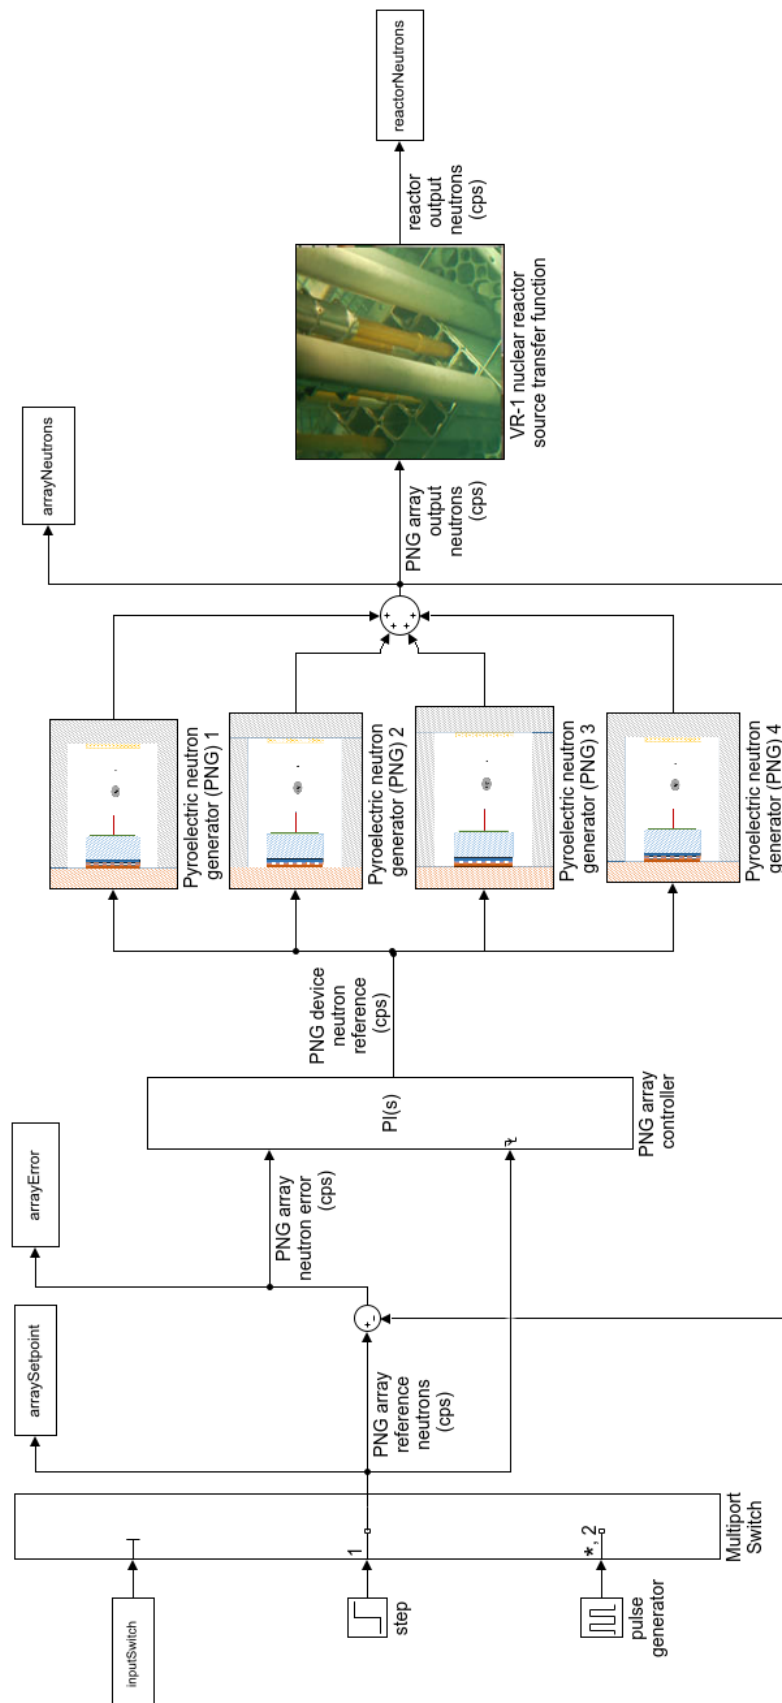 inputSwitch
step
pulse
generator
1
*, 2
Multiport
Switch
arraySetpoint
PNG array
reference
neutrons
(cps)
+
−
arrayError
PNG array
neutron error
(cps)
PI(s)
PNG array
controller
PNG device
neutron
reference
(cps)
Pyroelectric neutron
generator (PNG) 1
Pyroelectric neutron
generator (PNG) 2
Pyroelectric neutron
generator (PNG) 3
Pyroelectric neutron
generator (PNG) 4
+
+
+
+
arrayNeutrons
PNG array
output
neutrons
(cps)
VR-1 nuclear reactor
source transfer function
reactor
output
neutrons
(cps)
reactorNeutrons